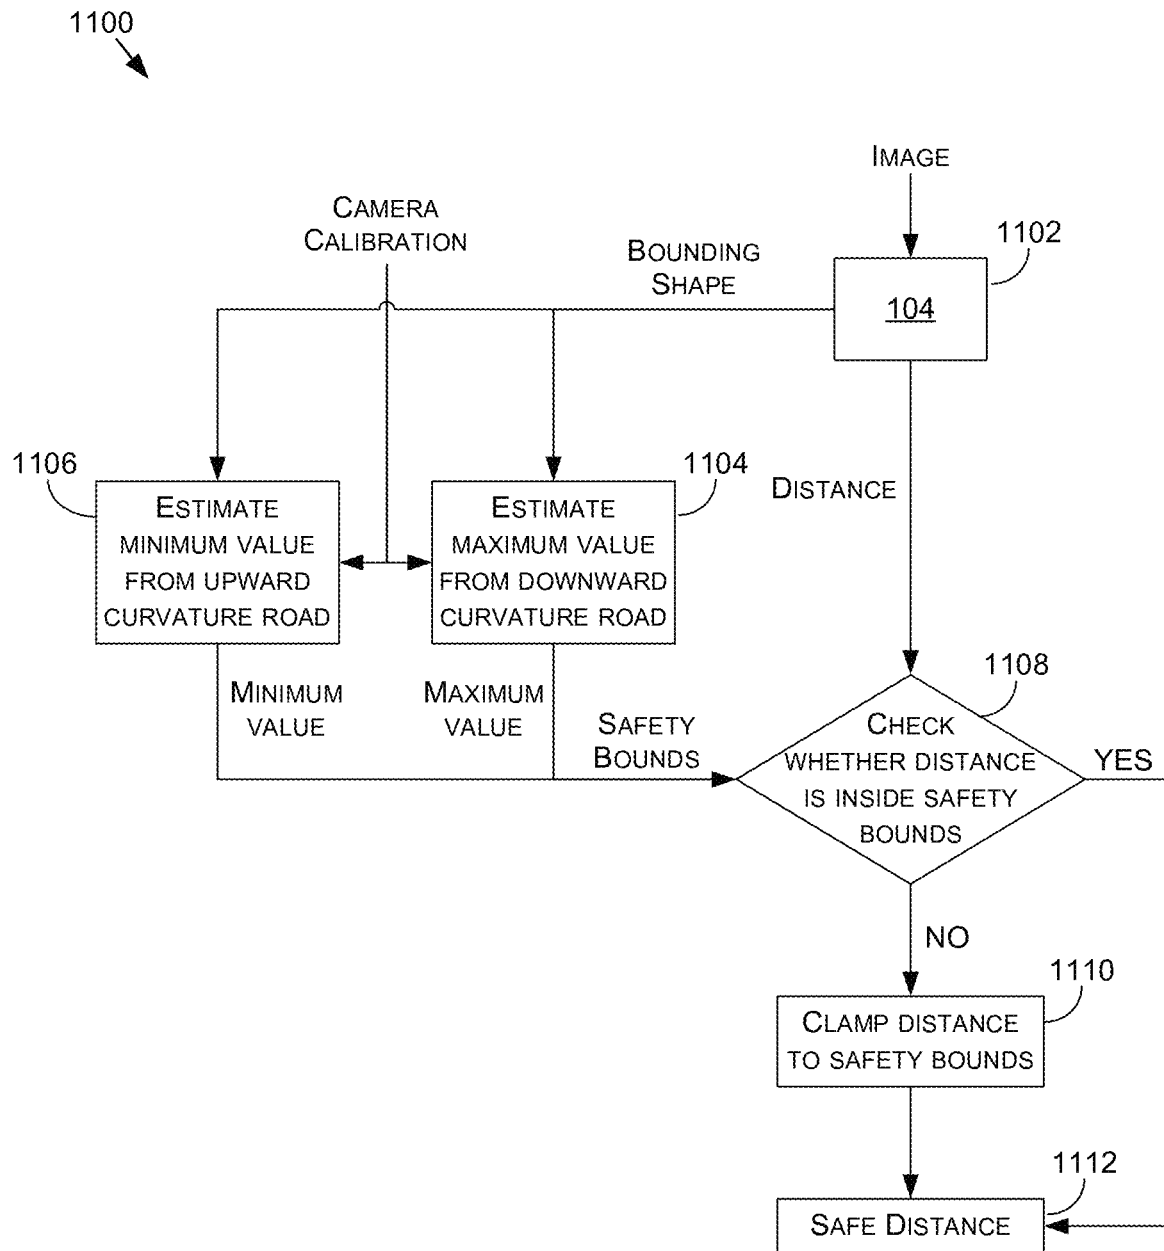 1100
IMAGE
CAMERA
CALIBRATION
1102
BOUNDING
SHAPE
104
1106
1104
ESTIMATE
MINIMUM VALUE
FROM UPWARD
CURVATURE ROAD
ESTIMATE
MAXIMUM VALUE
FROM DOWNWARD
CURVATURE ROAD
DISTANCE
MINIMUM
VALUE
MAXIMUM
VALUE
1108
SAFETY
BOUNDS
CHECK
WHETHER DISTANCE
IS INSIDE SAFETY
BOUNDS
YES
NO
1110
CLAMP DISTANCE
TO SAFETY BOUNDS
1112
SAFE DISTANCE